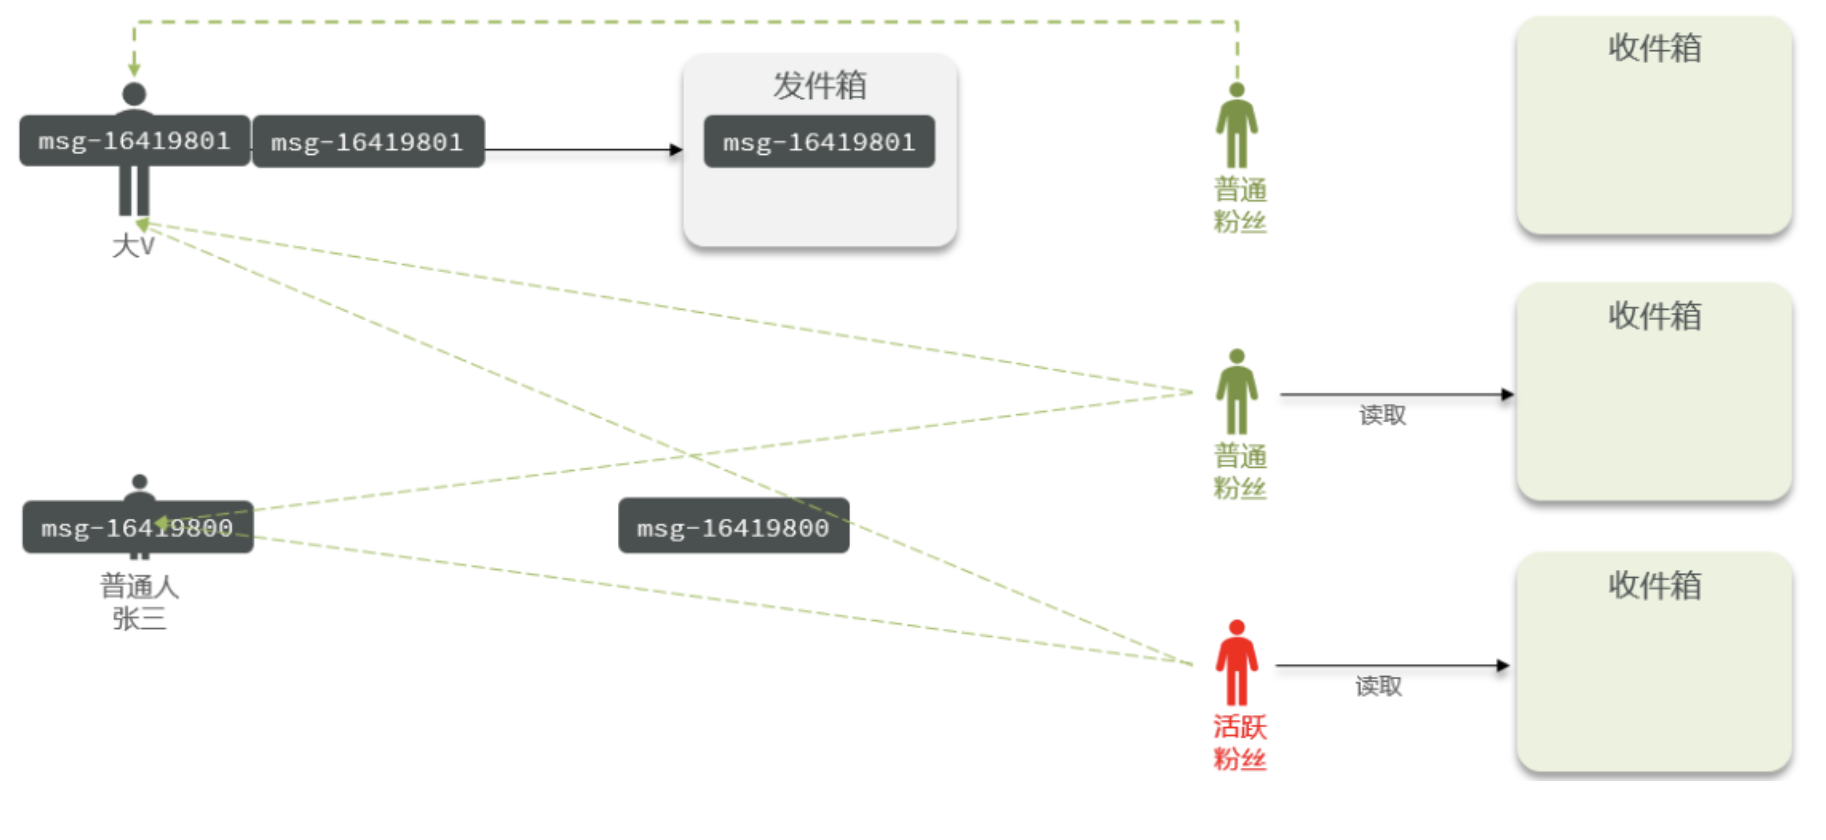 收件箱
发件箱
msg-16419801
msg-16419801
msg-16419801
普通
粉丝
大V
收件箱
普通
粉丝
读取
msg-16419800
msg-16419800
普通人
张三
收件箱
活跃
粉丝
读取